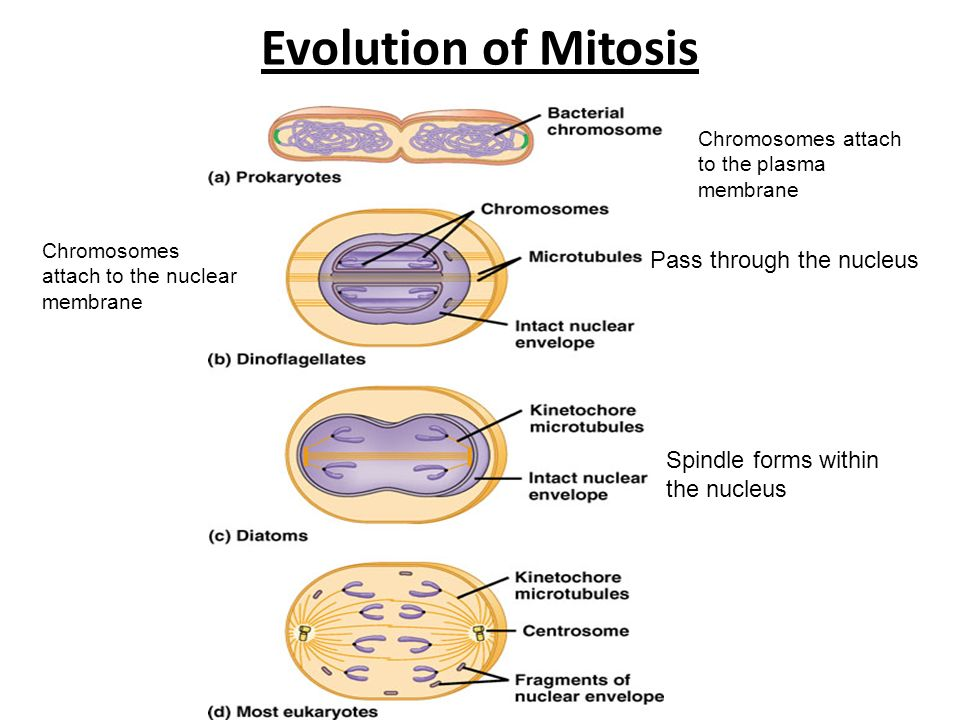 Evolution of Mitosis
Bacterial
chromosome
Chromosomes attach
to the plasma
membrane
(a) Prokaryotes
Chromosomes
Chromosomes
attach to the nuclear
membrane
Microtubules
Pass through the nucleus
Intact nuclear
envelope
(b) Dinoflagellates
Kinetochore
microtubules
Spindle forms within
the nucleus
Intact nuclear
envelope
(c) Diatoms
Kinetochore
microtubules
Centrosome
Fragments of
nuclear envelope
(d) Most eukaryotes